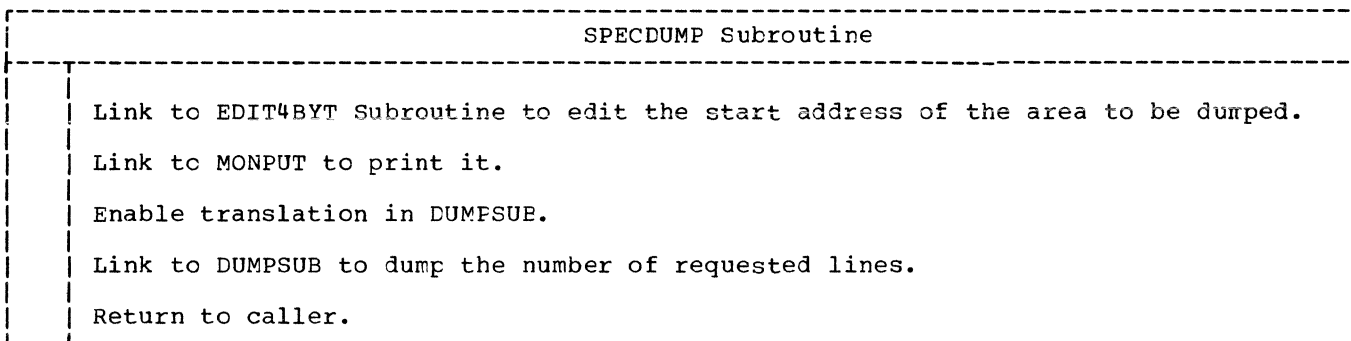 SPECDUMP Subroutine
Link to EDIT4BYT Subroutine to edit the start address of the area to be dumped.
Link to MONPUT to print it.
Enable translation in DUMPSUB.
Link to DUMPSUB to dump the number of requested lines.
Return to caller.